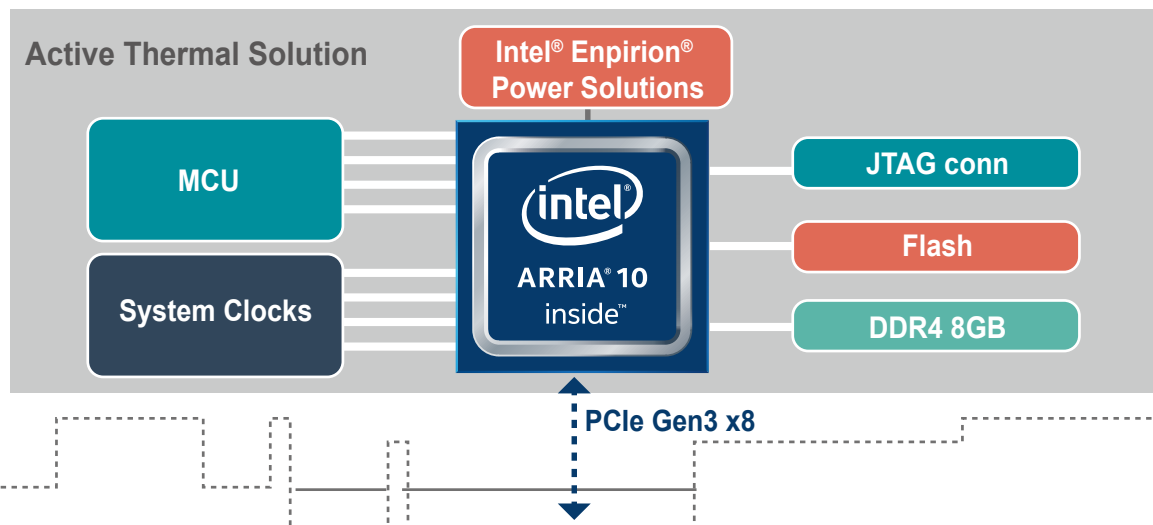 Active Thermal Solution
Intel® Enpirion®
Power Solutions
MCU
System Clocks
intel®
ARRIA® 10
inside™
JTAG conn
Flash
DDR4 8GB
PCIe Gen3 x8